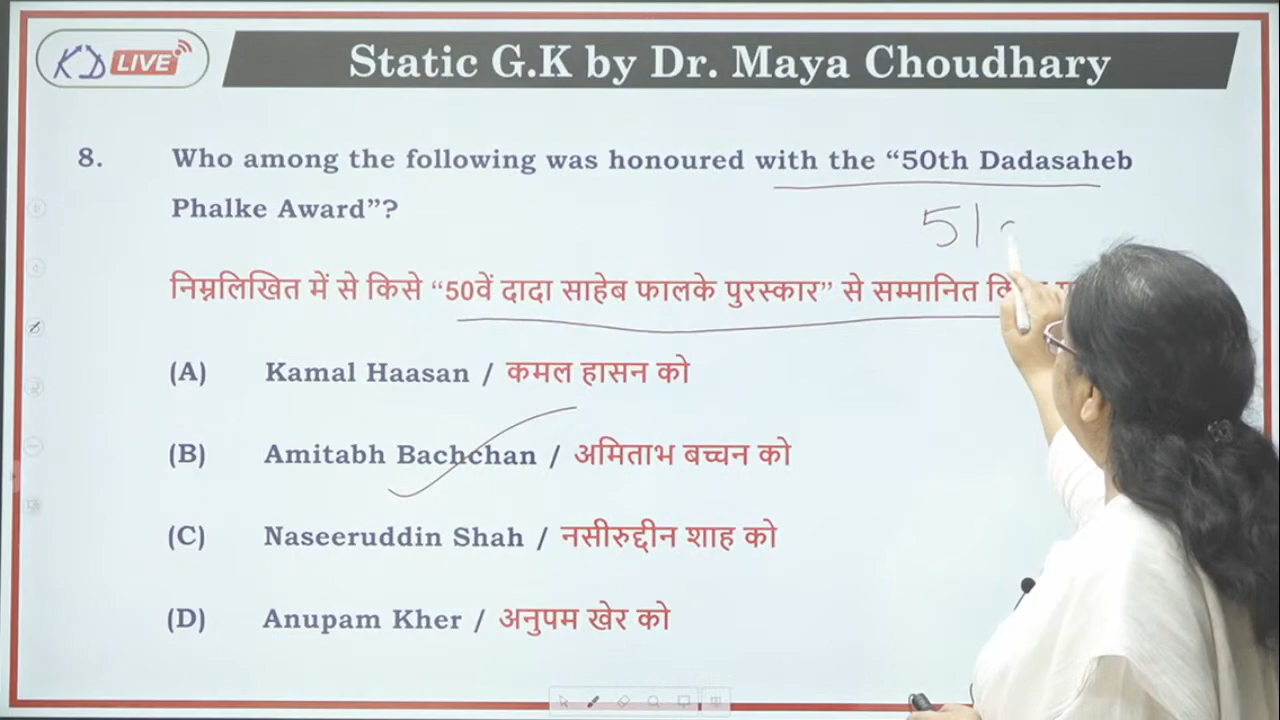 KD LIVE
Static G.K by Dr. Maya Choudhary
8. Who among the following was honoured with the “50th Dadasaheb
Phalke Award”?
51
निम्नलिखित में से किसे “50वें दादा साहेब फालके पुरस्कार” से सम्मानित
(A) Kamal Haasan / कमल हासन को
(B) Amitabh Bachchan / अमिताभ बच्चन को
(C) Naseeruddin Shah / नसीरुद्दीन शाह को
(D) Anupam Kher / अनुपम खेर को